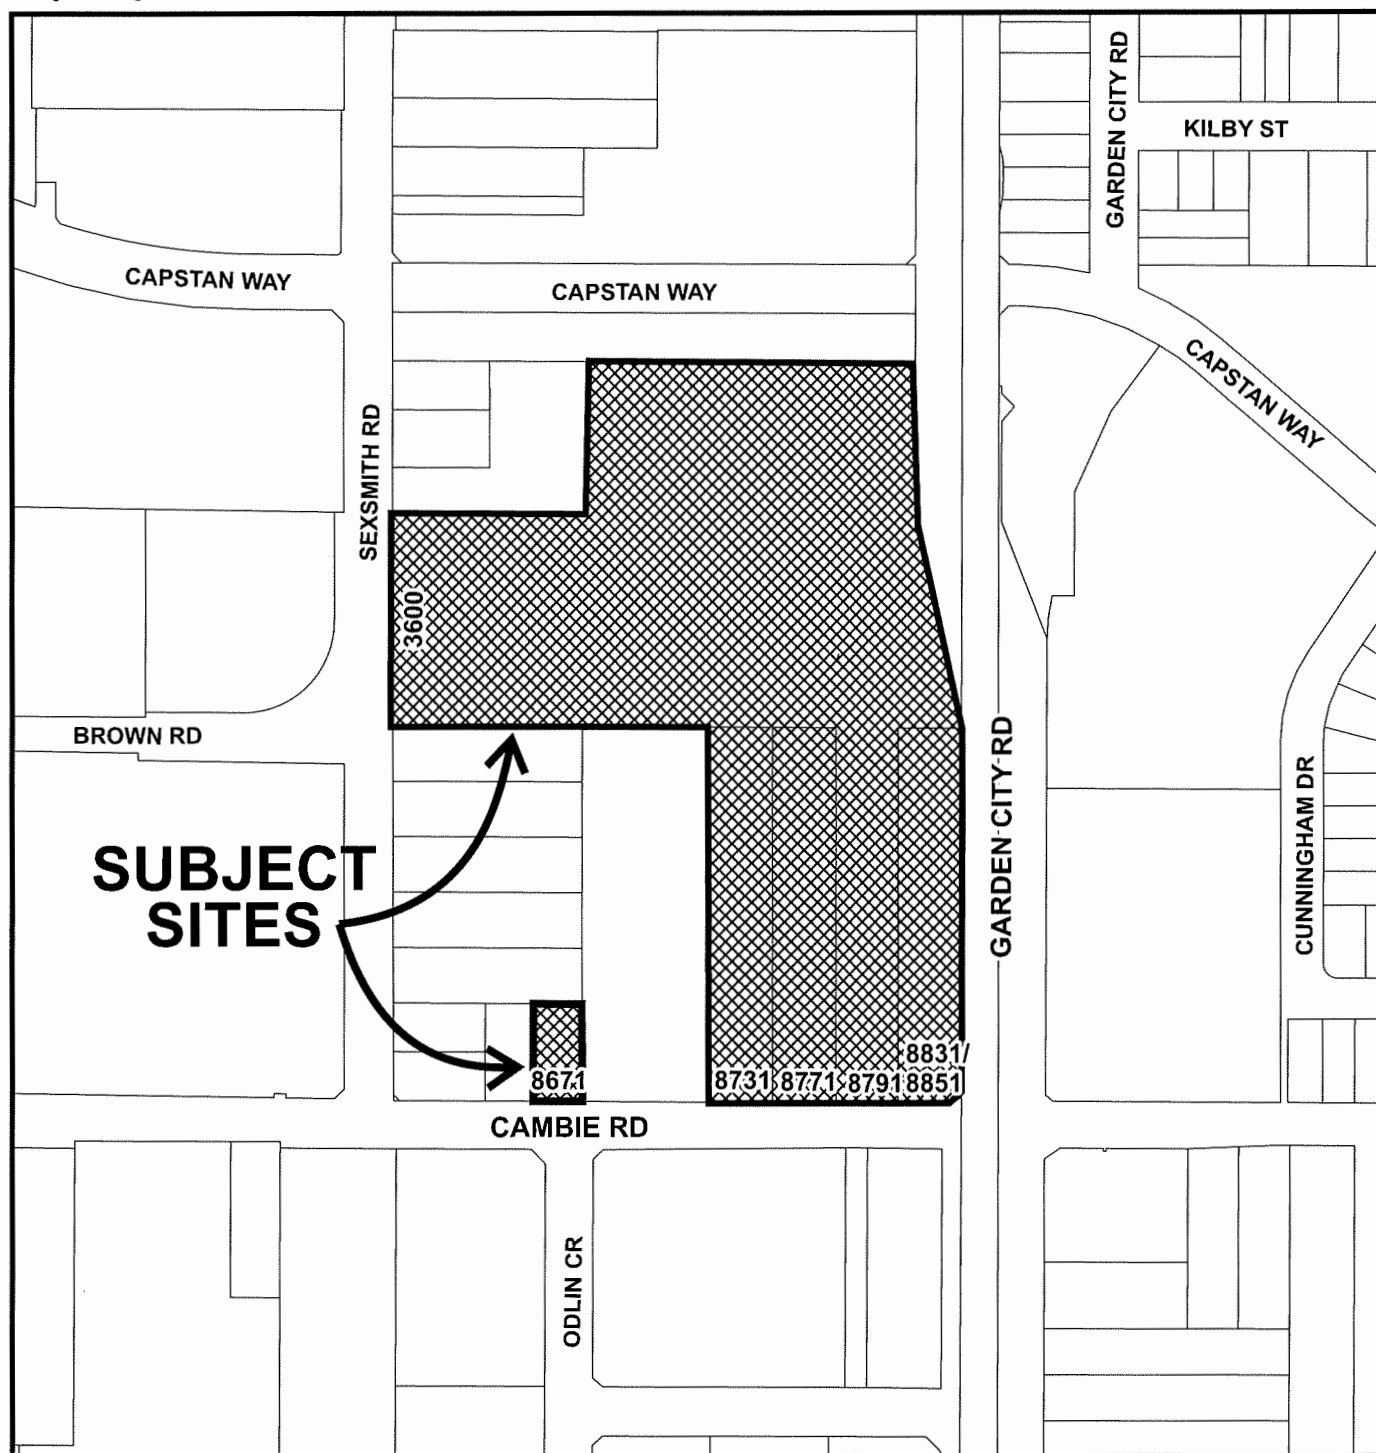 GARDEN CITY RD
KILBY ST
CAPSTAN WAY
CAPSTAN WAY
CAPSTAN WAY
SEXSMITH RD
3600
BROWN RD
GARDEN CITY RD
CUNNINGHAM DR
SUBJECT
SITES
8671
8731
8771
8791
8831/
8851
CAMBIE RD
ODLIN CR